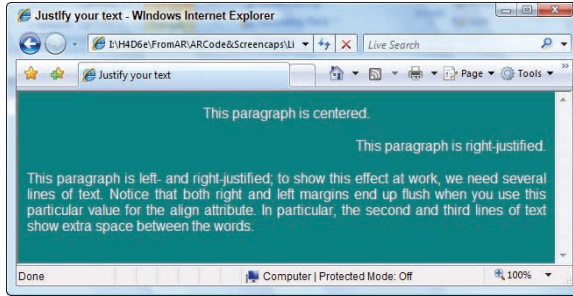 Justify your text - Windows Internet Explorer
I:\H4D6e\FromAR\ARCode&Screencaps\Li
Live Search
Justify your text
Page
Tools
This paragraph is centered.
This paragraph is right-justified.
This paragraph is left- and right-justified; to show this effect at work, we need several
lines of text. Notice that both right and left margins end up flush when you use this
particular value for the align attribute. In particular, the second and third lines of text
show extra space between the words.
Done
Computer | Protected Mode: Off
100%